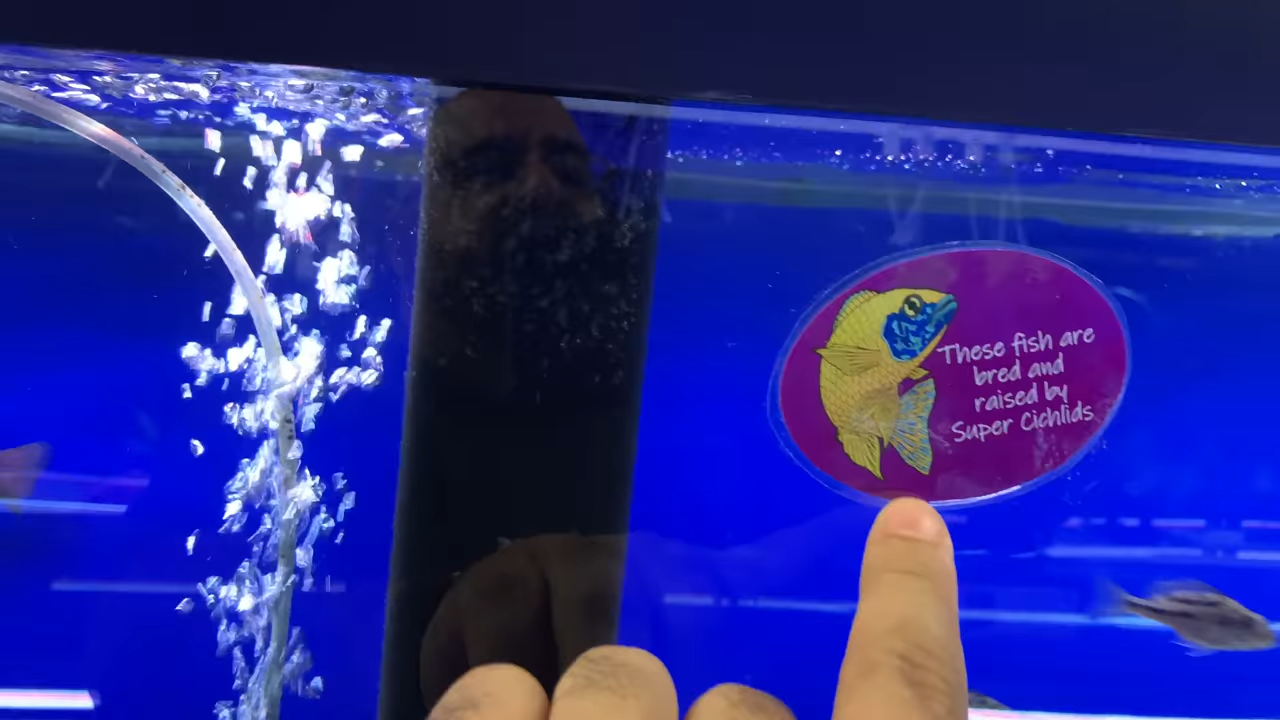 These fish are
bred and
raised by
Super Cichlids